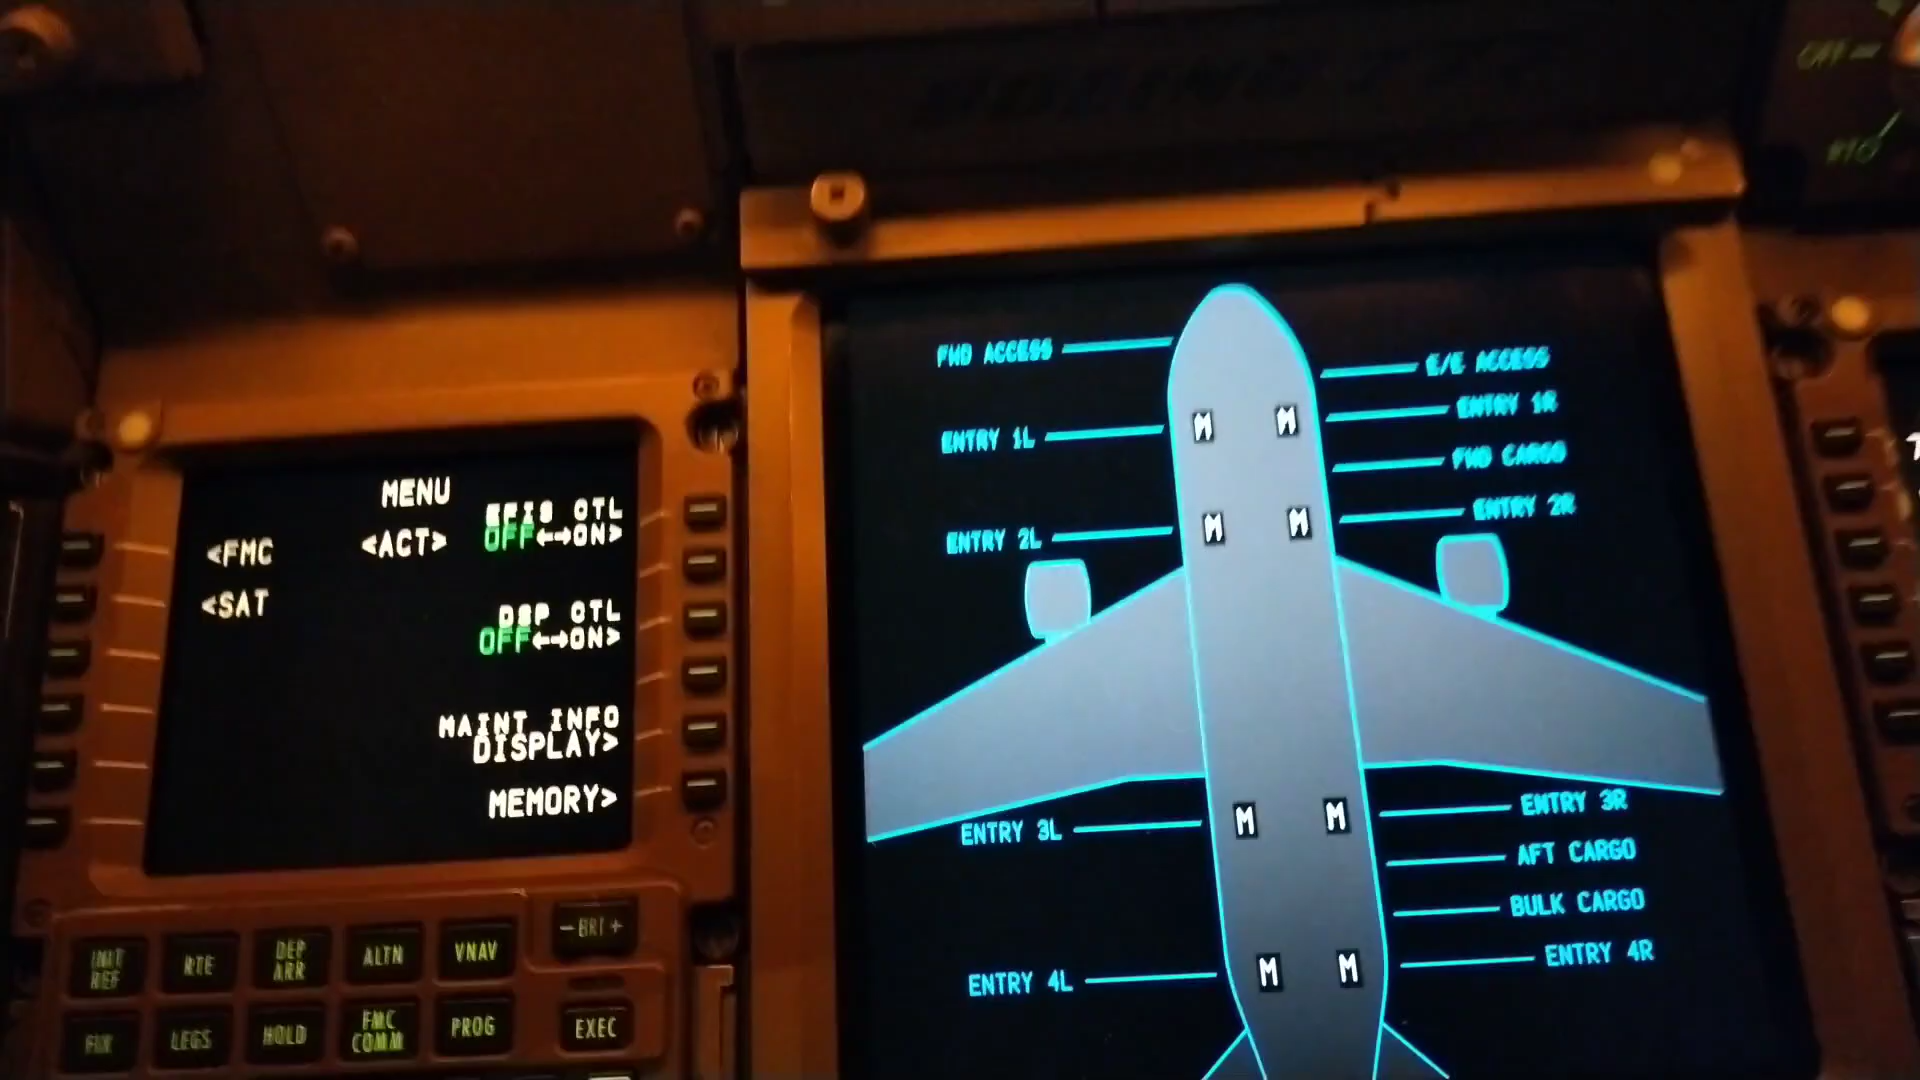 OFF
MENU
<FMC
<ACT>
EFIS CTL
OFF←→ON>
<SAT
DSP CTL
OFF←→ON>
MAINT INFO
DISPLAY>
MEMORY>
INIT
REF
RTE
DEP
ARR
ALTN
VNAV
-BRT+
FIX
LEGS
HOLD
FMC
COMM
PROG
EXEC
FWD ACCESS
E/E ACCESS
ENTRY 1L
M
M
ENTRY 1R
FWD CARGO
ENTRY 2L
M
M
ENTRY 2R
ENTRY 3L
M
M
ENTRY 3R
AFT CARGO
BULK CARGO
ENTRY 4L
M
M
ENTRY 4R